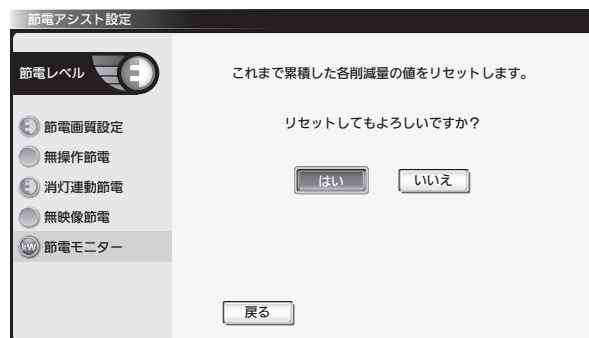 節電アシスト設定
節電レベル
これまで累積した各削減量の値をリセットします。
リセットしてもよろしいですか?
はい
いいえ
節電画質設定
無操作節電
消灯連動節電
無映像節電
kW 節電モニター
戻る